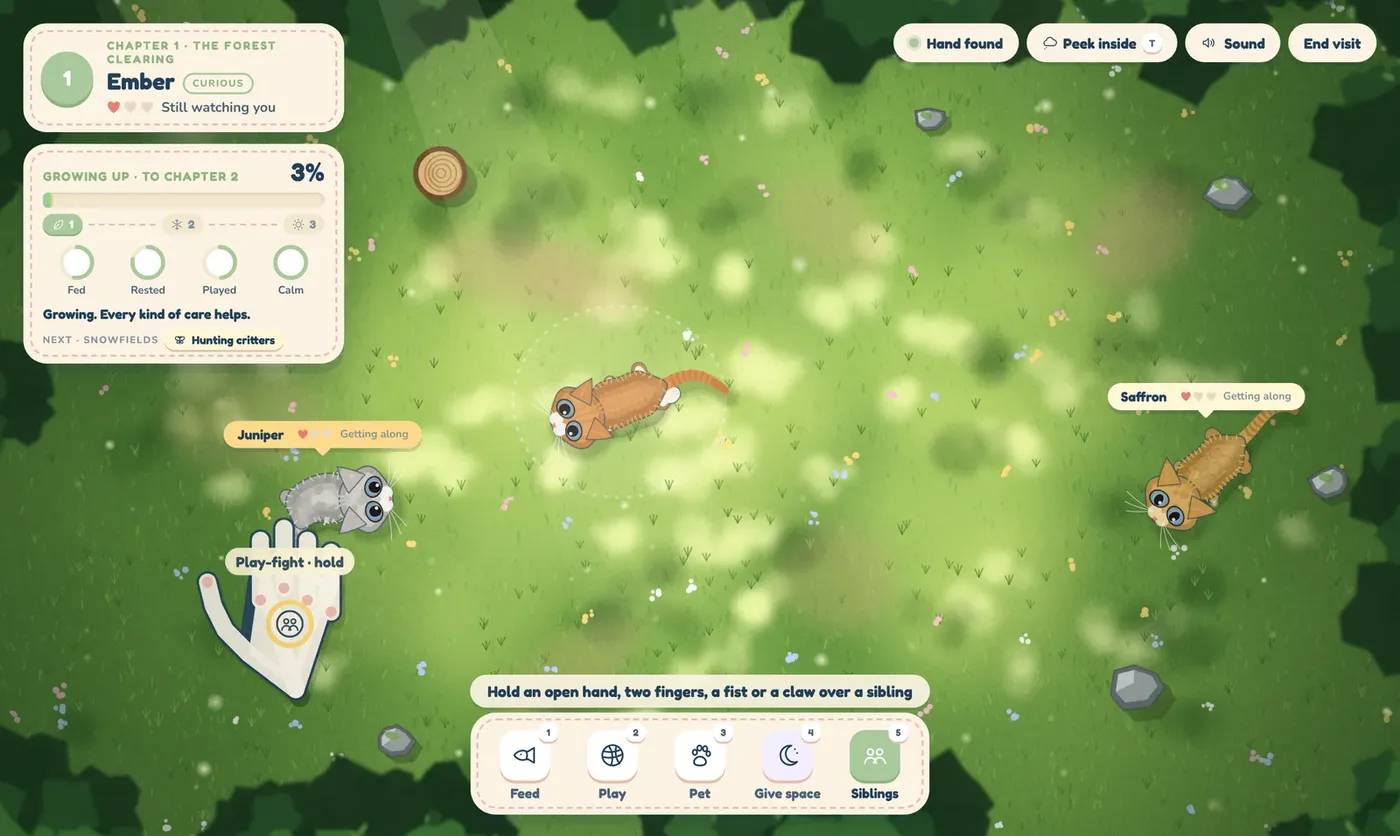 CHAPTER 1 · THE FOREST
CLEARING
1
Ember
CURIOUS
Still watching you
GROWING UP · TO CHAPTER 2
3%
1
2
3
Fed
Rested
Played
Calm
Growing. Every kind of care helps.
NEXT · SNOWFIELDS
Hunting critters
Hand found
Peek inside T
Sound
End visit
Juniper
Getting along
Saffron
Getting along
Play-fight · hold
Hold an open hand, two fingers, a fist or a claw over a sibling
1
2
3
4
5
Feed
Play
Pet
Give space
Siblings